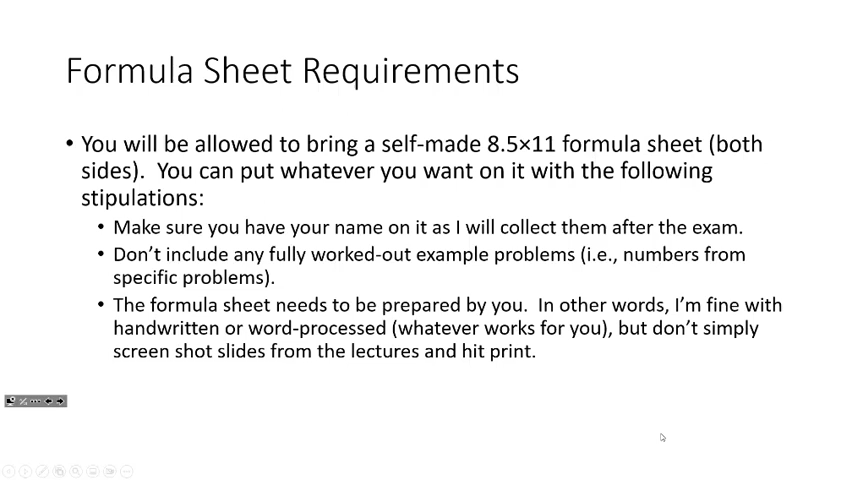 Formula Sheet Requirements
• You will be allowed to bring a self-made 8.5×11 formula sheet (both
sides).  You can put whatever you want on it with the following
stipulations:
• Make sure you have your name on it as I will collect them after the exam.
• Don’t include any fully worked-out example problems (i.e., numbers from
specific problems).
• The formula sheet needs to be prepared by you.  In other words, I’m fine with
handwritten or word-processed (whatever works for you), but don’t simply
screen shot slides from the lectures and hit print.